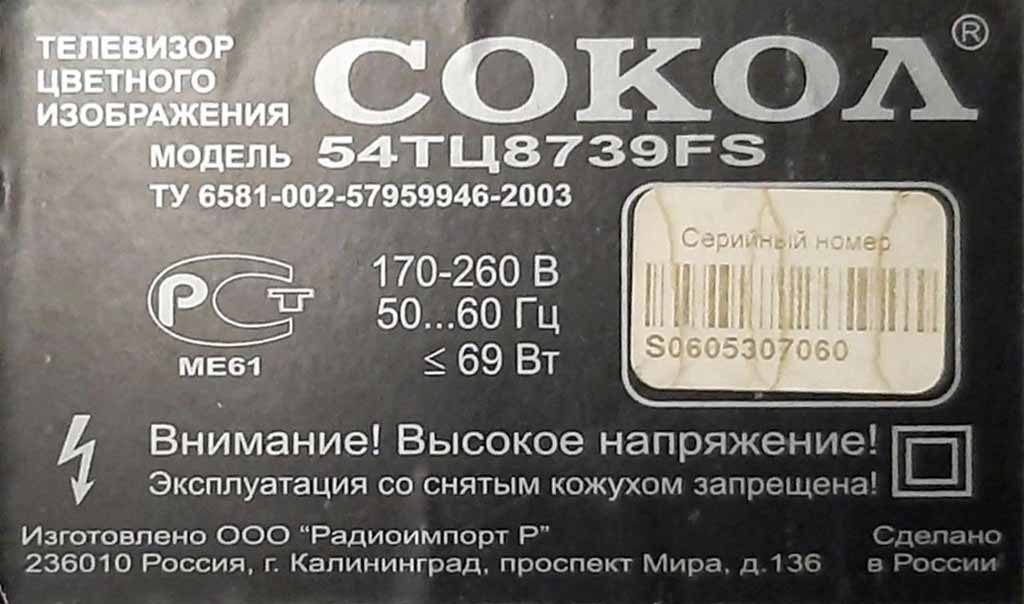 ТЕЛЕВИЗОР
ЦВЕТНОГО
ИЗОБРАЖЕНИЯ
СОКОЛ®
МОДЕЛЬ 54ТЦ8739FS
ТУ 6581-002-57959946-2003
РСТ
МЕ61
170-260 В
50...60 Гц
≤ 69 Вт
Серийный номер
S0605307060
Внимание! Высокое напряжение!
Эксплуатация со снятым кожухом запрещена!
Изготовлено ООО “Радиоимпорт Р”
236010 Россия, г. Калининград, проспект Мира, д.136
Сделано
в России